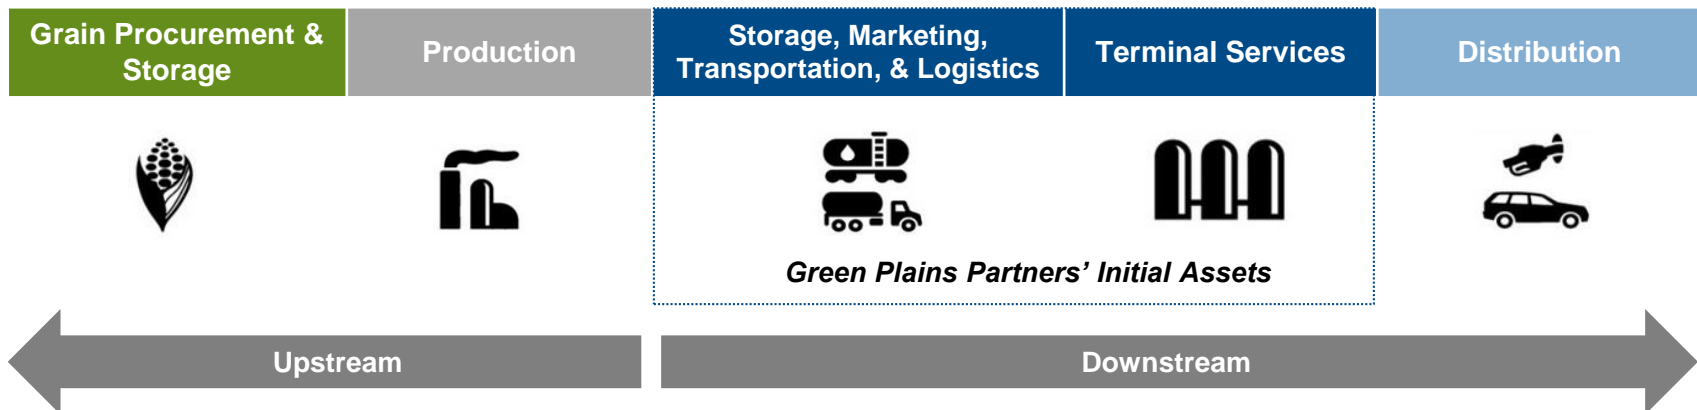 Grain Procurement &
Storage
Production
Storage, Marketing,
Transportation, & Logistics
Terminal Services
Distribution
Green Plains Partners’ Initial Assets
Upstream
Downstream